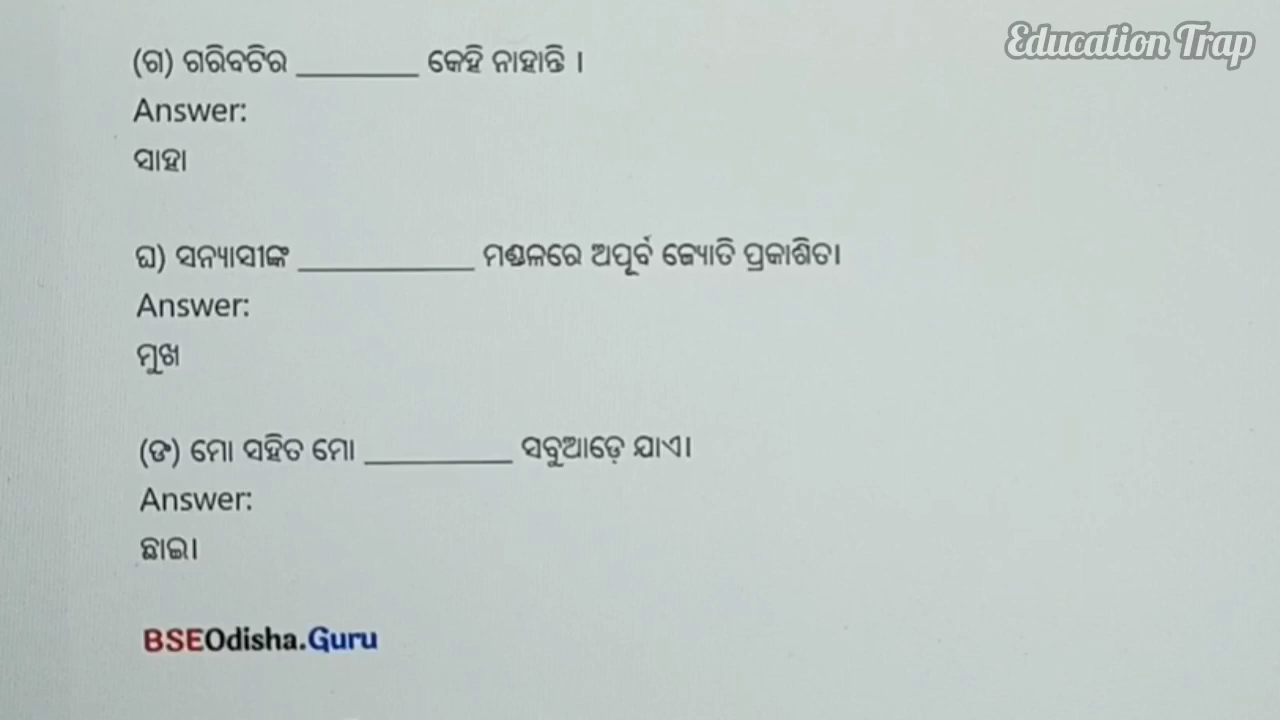 Education Trap
(ଗ) ଗରିବଟିର ________ କେହି ନାହାନ୍ତି ।
Answer:
ସାହା
ଘ) ସନ୍ୟାସୀଙ୍କ ____________ ମଣ୍ଡଳରେ ଅପୂର୍ବ ଜ୍ୟୋତି ପ୍ରକାଶିତ।
Answer:
ମୁଖ
(ଙ) ମୋ ସହିତ ମୋ __________ ସବୁଆଡ଼େ ଯାଏ।
Answer:
ଛାଇ।
BSEOdisha.Guru